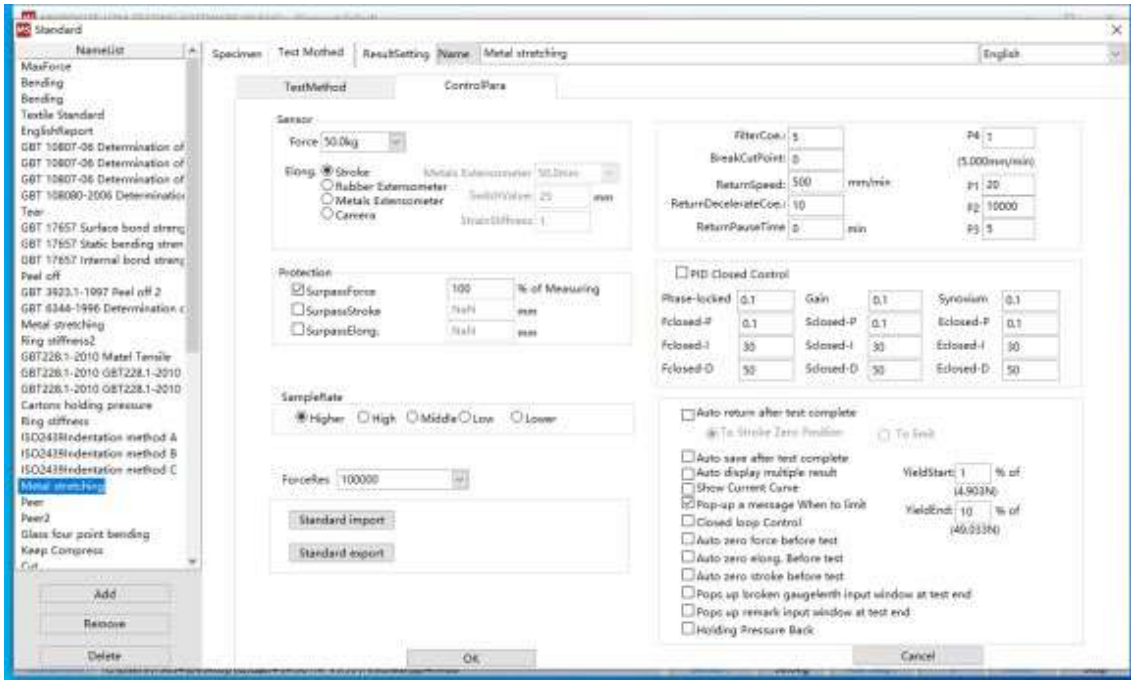 Standard
NameList
MaxForce
Bending
Bending
Textile Standard
EnglishReport
GBT 10807-06 Determination of
GBT 10807-06 Determination of
GBT 10807-06 Determination of
GBT 108080-2006 Determination
Tear
GBT 17657 Surface bond streng
GBT 17657 Static bending stren
GBT 17657 Internal bond streng
Peel off
GBT 3923.1-1997 Peel off 2
GBT 6344-1996 Determination c
Metal stretching
Ring stiffness2
GBT228.1-2010 Matel Tensile
GBT228.1-2010 GBT228.1-2010
GBT228.1-2010 GBT228.1-2010
Cartons holding pressure
Ring stiffness
ISO2439Indentation method A
ISO2439Indentation method B
ISO2439Indentation method C
Metal stretching
Peer
Peer2
Glass four point bending
Keep Compress
Cut
Add
Remove
Delete
Specimen Test Mothed ResultSetting Name Metal stretching English
TestMethod ControlPara
Sensor
Force 50.0kg
Elong. Stroke Metals Extensometer 50.0mm
Rubber Extensometer SwitchValue: 25 mm
Metals Extensometer
Camera StrainStiffness: 1
Protection
SurpassForce 100 % of Measuring
SurpassStroke NaN mm
SurpassElong. NaN mm
SampleRate
Higher High Middle Low Lower
ForceRes 100000
Standard import
Standard export
OK
FilterCoe.: 5 P4 1
BreakCutPoint: 0 (5.000mm/min)
ReturnSpeed: 500 mm/min P1 20
ReturnDecelerateCoe.: 10 P2 10000
ReturnPauseTime 0 min P3 5
PID Closed Control
Phase-locked 0.1 Gain 0.1 Synovium 0.1
Fclosed-P 0.1 Sclosed-P 0.1 Eclosed-P 0.1
Fclosed-I 30 Sclosed-I 30 Eclosed-I 30
Fclosed-D 50 Sclosed-D 50 Eclosed-D 50
Auto return after test complete
To Stroke Zero Position To limit
Auto save after test complete
Auto display multiple result YieldStart: 1 % of
Show Current Curve (4.903N)
Pop-up a message When to limit YieldEnd: 10 % of
Closed loop Control (49.033N)
Auto zero force before test
Auto zero elong. Before test
Auto zero stroke before test
Pops up broken gaugelenth input window at test end
Pops up remark input window at test end
Holding Pressure Back
Cancel